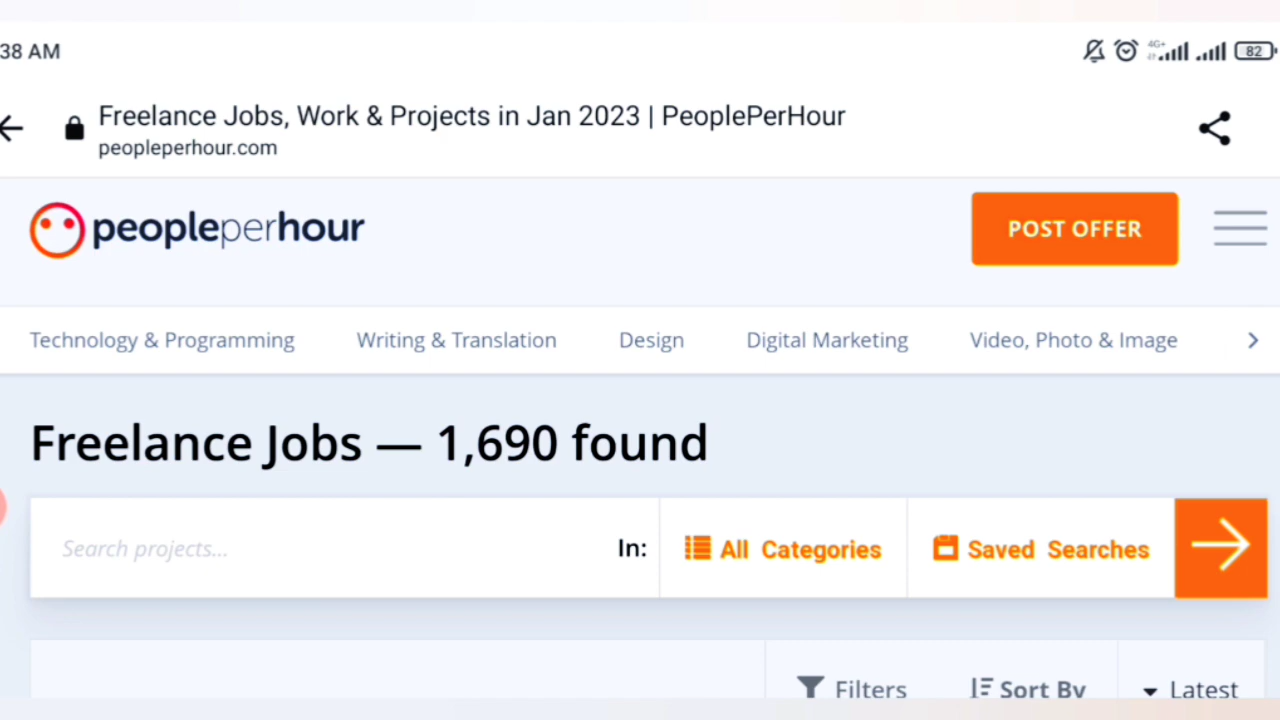 38 AM
4G+
82
Freelance Jobs, Work & Projects in Jan 2023 | PeoplePerHour
peopleperhour.com
peopleperhour
POST OFFER
Technology & Programming
Writing & Translation
Design
Digital Marketing
Video, Photo & Image
Freelance Jobs — 1,690 found
Search projects...
In:
All Categories
Saved Searches
Filters
Sort By
Latest